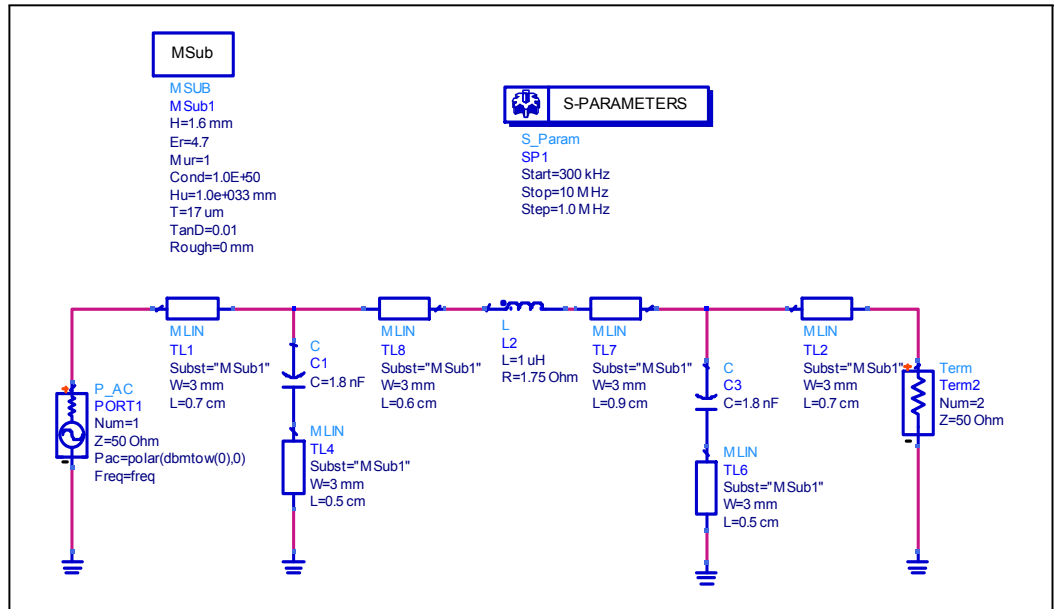 MSub
MSUB
MSub1
H=1.6 mm
Er=4.7
Mur=1
Cond=1.0E+50
Hu=1.0e+033 mm
T=17 um
TanD=0.01
Rough=0 mm
S-PARAMETERS
S_Param
SP1
Start=300 kHz
Stop=10 MHz
Step=1.0 MHz
P_AC
PORT1
Num=1
Z=50 Ohm
Pac=polar(dbmtow(0),0)
Freq=freq
MLIN
TL1
Subst="MSub1"
W=3 mm
L=0.7 cm
C
C1
C=1.8 nF
MLIN
TL4
Subst="MSub1"
W=3 mm
L=0.5 cm
MLIN
TL8
Subst="MSub1"
W=3 mm
L=0.6 cm
L
L2
L=1 uH
R=1.75 Ohm
MLIN
TL7
Subst="MSub1"
W=3 mm
L=0.9 cm
C
C3
C=1.8 nF
MLIN
TL6
Subst="MSub1"
W=3 mm
L=0.5 cm
MLIN
TL2
Subst="MSub1"
W=3 mm
L=0.7 cm
Term
Term2
Num=2
Z=50 Ohm